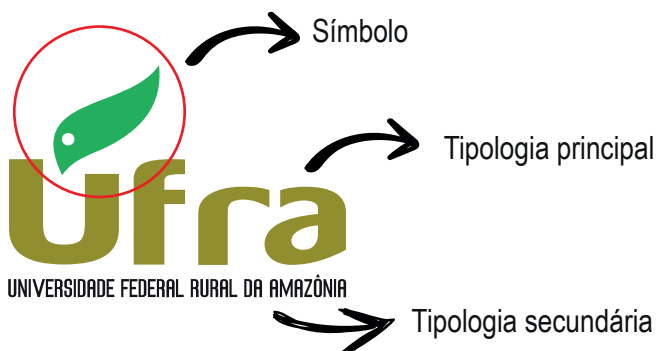 Símbolo
Tipologia principal
Ufra
UNIVERSIDADE FEDERAL RURAL DA AMAZÔNIA
Tipologia secundária